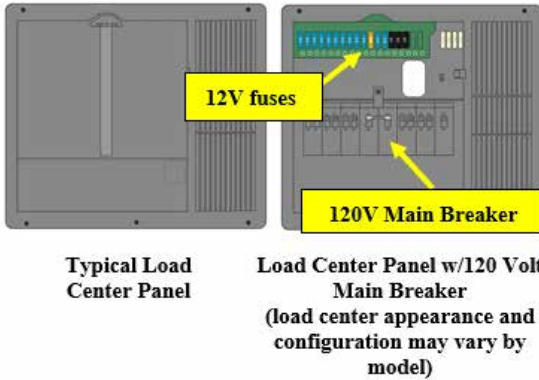 12V fuses
120V Main Breaker
Typical Load
Center Panel
Load Center Panel w/120 Volt
Main Breaker
(load center appearance and
configuration may vary by
model)